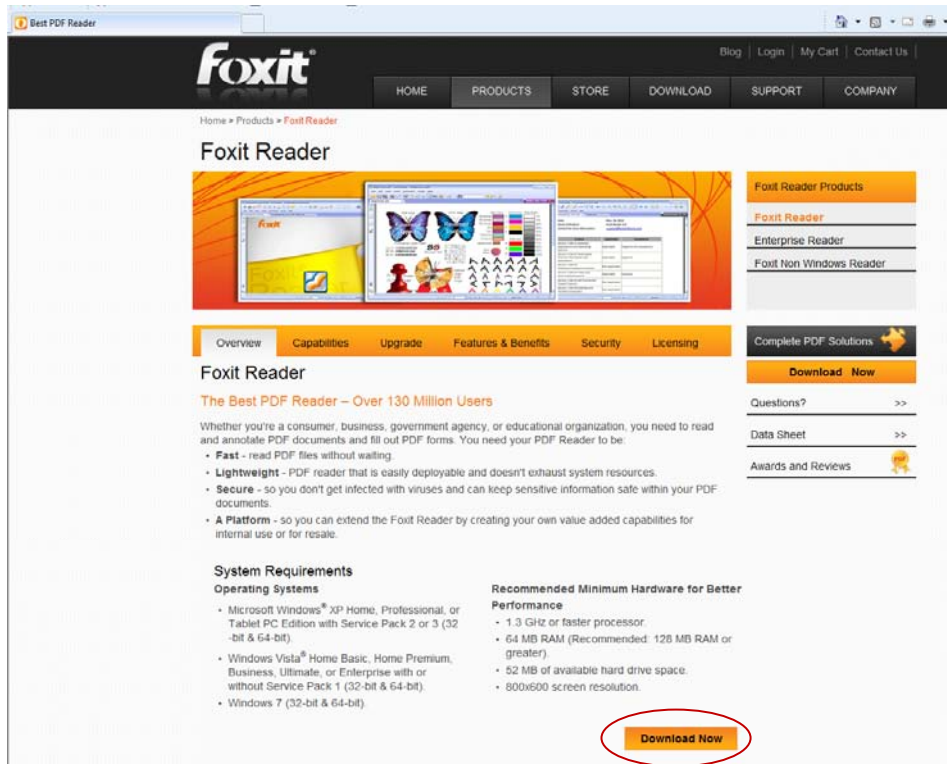 Best PDF Reader
Foxit®
Blog | Login | My Cart | Contact Us |
HOME PRODUCTS STORE DOWNLOAD SUPPORT COMPANY
Home » Products » Foxit Reader
Foxit Reader
Foxit Reader Products
Foxit Reader
Enterprise Reader
Foxit Non Windows Reader
Overview Capabilities Upgrade Features & Benefits Security Licensing
Complete PDF Solutions
Download Now
Questions? >>
Data Sheet >>
Awards and Reviews
Foxit Reader
The Best PDF Reader – Over 130 Million Users
Whether you're a consumer, business, government agency, or educational organization, you need to read
and annotate PDF documents and fill out PDF forms. You need your PDF Reader to be:
• Fast - read PDF files without waiting.
• Lightweight - PDF reader that is easily deployable and doesn't exhaust system resources.
• Secure - so you don't get infected with viruses and can keep sensitive information safe within your PDF
documents.
• A Platform - so you can extend the Foxit Reader by creating your own value added capabilities for
internal use or for resale.
System Requirements
Operating Systems
• Microsoft Windows® XP Home, Professional, or
Tablet PC Edition with Service Pack 2 or 3 (32
-bit & 64-bit).
• Windows Vista® Home Basic, Home Premium,
Business, Ultimate, or Enterprise with or
without Service Pack 1 (32-bit & 64-bit).
• Windows 7 (32-bit & 64-bit).
Recommended Minimum Hardware for Better
Performance
• 1.3 GHz or faster processor.
• 64 MB RAM (Recommended: 128 MB RAM or
greater).
• 52 MB of available hard drive space.
• 800x600 screen resolution.
Download Now